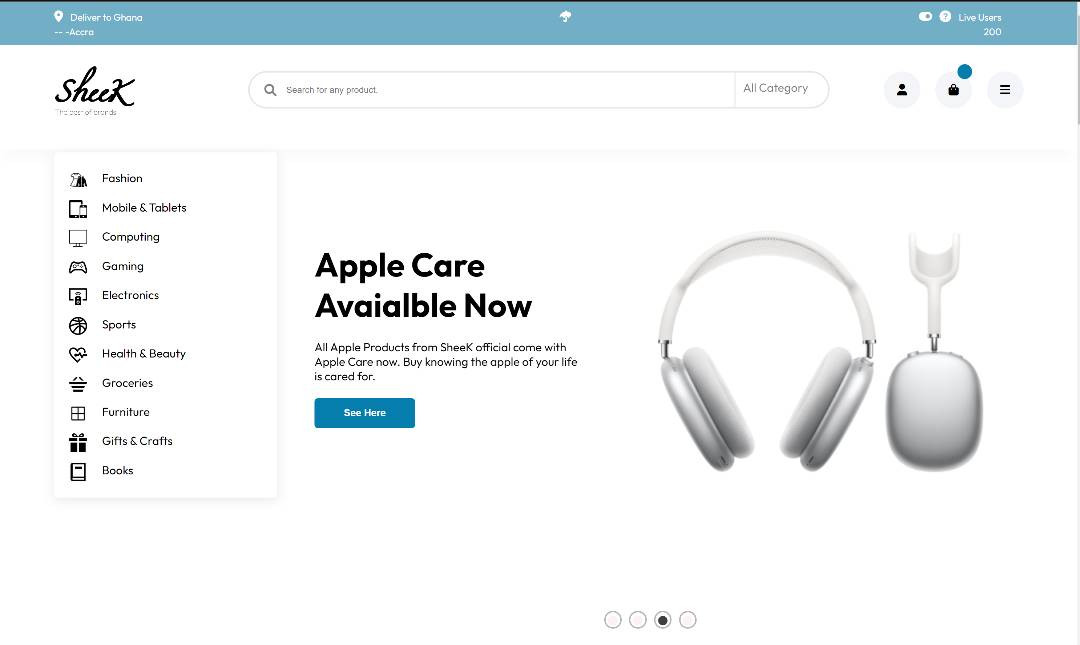 Deliver to Ghana
-- -Accra
Live Users
200
SheeK
The best of brands
Search for any product.
All Category
Fashion
Mobile & Tablets
Computing
Gaming
Electronics
Sports
Health & Beauty
Groceries
Furniture
Gifts & Crafts
Books
Apple Care
Avaialble Now
All Apple Products from SheeK official come with
Apple Care now. Buy knowing the apple of your life
is cared for.
See Here